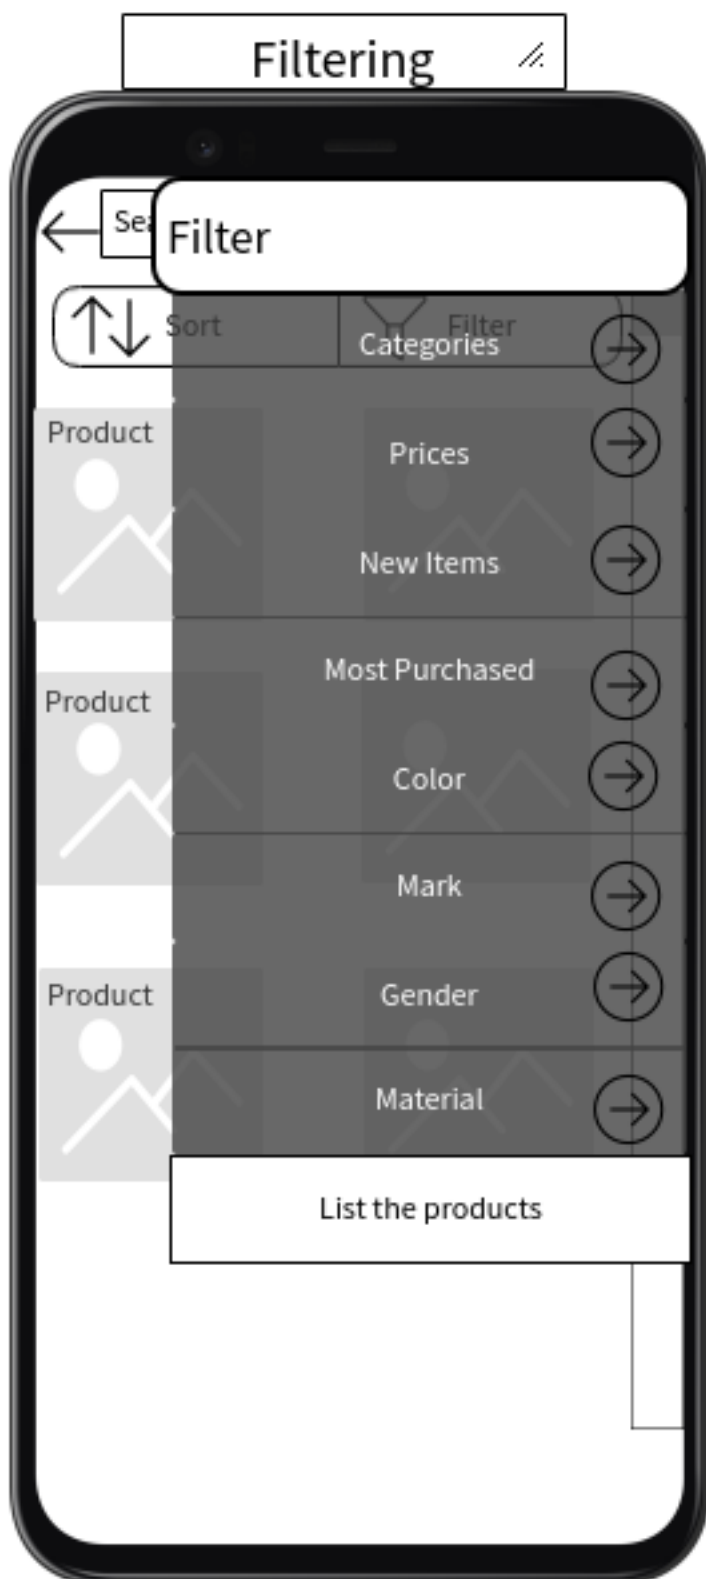 Filtering
Sea
Filter
Sort
Filter
Categories
Product
Prices
New Items
Most Purchased
Product
Color
Mark
Product
Gender
Material
List the products